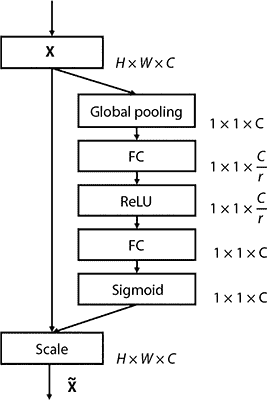 X
H × W × C
Global pooling
1 × 1 × C
FC
1 × 1 × C/r
ReLU
1 × 1 × C/r
FC
1 × 1 × C
Sigmoid
1 × 1 × C
Scale
H × W × C
X̃